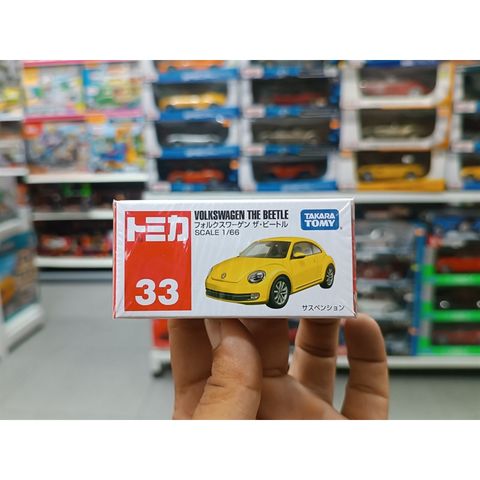 トミカ
33
VOLKSWAGEN THE BEETLE
フォルクスワーゲン ザ・ビートル
SCALE 1/66
TAKARA
TOMY
サスペンション